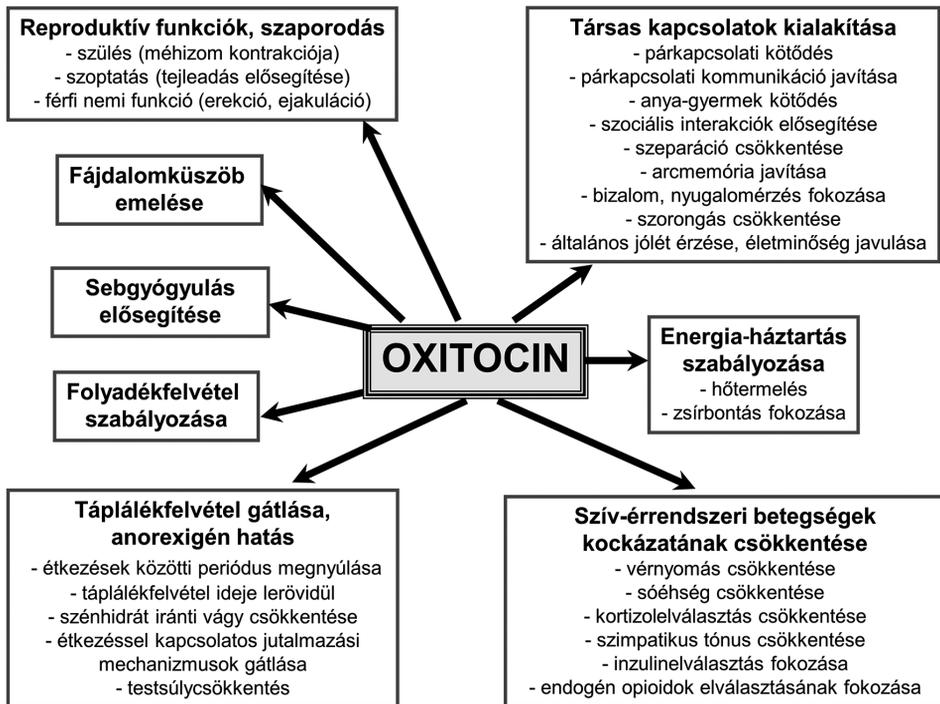 Reproduktív funkciók, szaporodás
- szülés (méhizom kontrakciója)
- szoptatás (tejleadás elősegítése)
- férfi nemi funkció (erekció, ejakuláció)
Társas kapcsolatok kialakítása
- párkapcsolati kötődés
- párkapcsolati kommunikáció javítása
- anya-gyermek kötődés
- szociális interakciók elősegítése
- szeparáció csökkentése
- arcmemória javítása
- bizalom, nyugalomérzés fokozása
- szorongás csökkentése
- általános jólét érzése, életminőség javulása
Fájdalomküszöb
emelése
Sebgyógyulás
elősegítése
OXITOCIN
Energia-háztartás
szabályozása
- hőtermelés
- zsírbontás fokozása
Folyadékfelvétel
szabályozása
Táplálékfelvétel gátlása,
anorexigén hatás
- étkezések közötti periódus megnyúlása
- táplálékfelvétel ideje lerövidül
- szénhidrát iránti vágy csökkentése
- étkezéssel kapcsolatos jutalmazási
mechanizmusok gátlása
- testsúlycsökkentés
Szív-érrendszeri betegségek
kockázatának csökkentése
- vérnyomás csökkentése
- sóéhség csökkentése
- kortizolelválasztás csökkentése
- szimpatikus tónus csökkentése
- inzulinelválasztás fokozása
- endogén opioidok elválasztásának fokozása